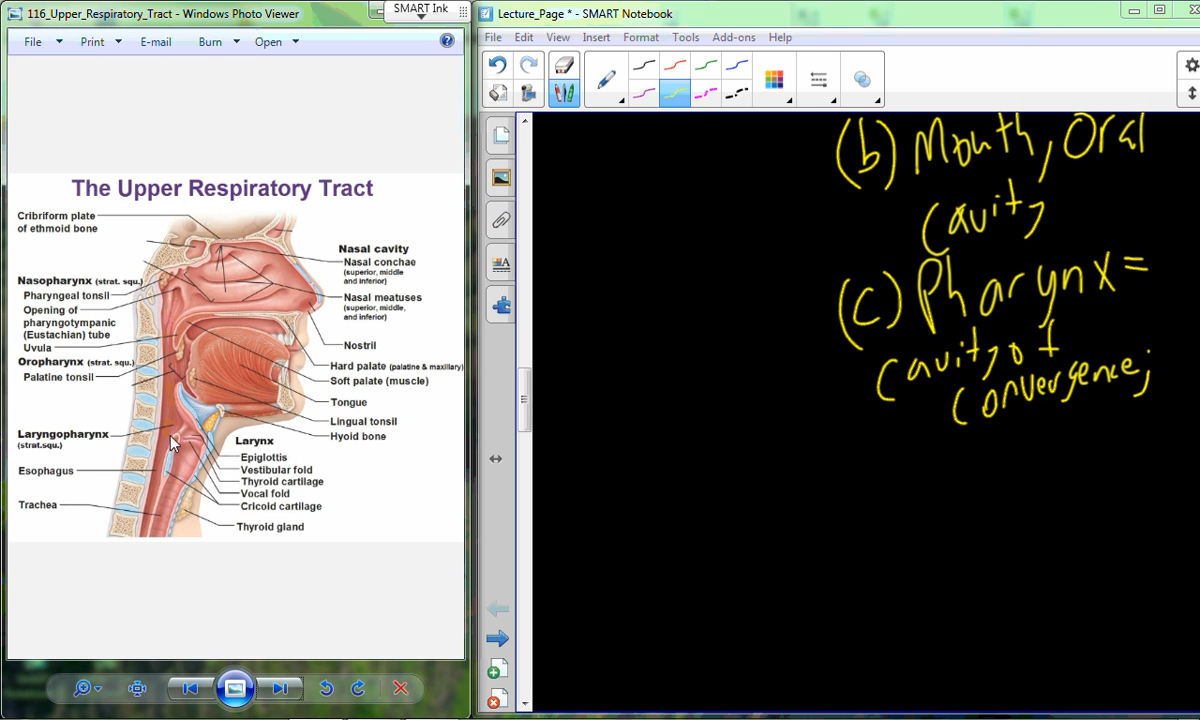 116_Upper_Respiratory_Tract - Windows Photo Viewer
SMART Ink
File Print E-mail Burn Open
The Upper Respiratory Tract
Cribriform plate
of ethmoid bone
Nasopharynx (strat. squ.)
Pharyngeal tonsil
Opening of
pharyngotympanic
(Eustachian) tube
Uvula
Oropharynx (strat. squ.)
Palatine tonsil
Laryngopharynx
(strat.squ.)
Esophagus
Trachea
Nasal cavity
Nasal conchae
(superior, middle
and inferior)
Nasal meatuses
(superior, middle,
and inferior)
Nostril
Hard palate (palatine & maxillary)
Soft palate (muscle)
Tongue
Lingual tonsil
Hyoid bone
Larynx
Epiglottis
Vestibular fold
Thyroid cartilage
Vocal fold
Cricoid cartilage
Thyroid gland
Lecture_Page * - SMART Notebook
File Edit View Insert Format Tools Add-ons Help
(b) Mouth, Oral
Cavity
(c) Pharynx =
Cavity of
Convergence;